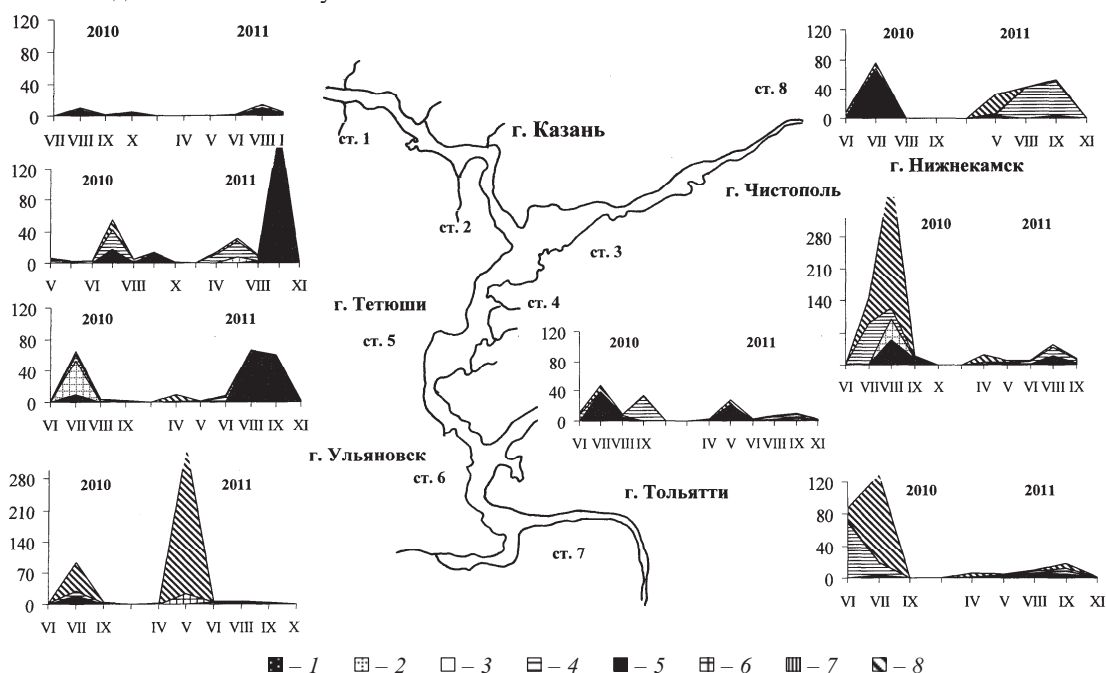 120
80
40
0
2010
2011
VII VIII IX X IV V VI VIII I
120
80
40
0
2010
2011
V VI VIII X IV VIII XI
120
80
40
0
2010
2011
VI VII VIII IX IV V VI VIII IX XI
280
210
140
70
0
2010
2011
VI VII IX IV V VI VIII IX X
ст. 1
г. Казань
ст. 2
ст. 8
г. Чистополь
ст. 3
г. Тетюши
ст. 4
ст. 5
г. Ульяновск
ст. 6
г. Тольятти
ст. 7
120
80
40
0
2010
2011
VI VII VIII IX IV V VI VIII IX XI
120
80
40
0
2010
2011
VI VII VIII IX V VIII IX XI
г. Нижнекамск
280
210
140
2010
2011
VI VII VIII IX X IV V VI VIII IX
120
80
40
0
2010
2011
VI VII IX IV V VIII IX XI
– 1 – 2 – 3 – 4 – 5 – 6 – 7 – 8